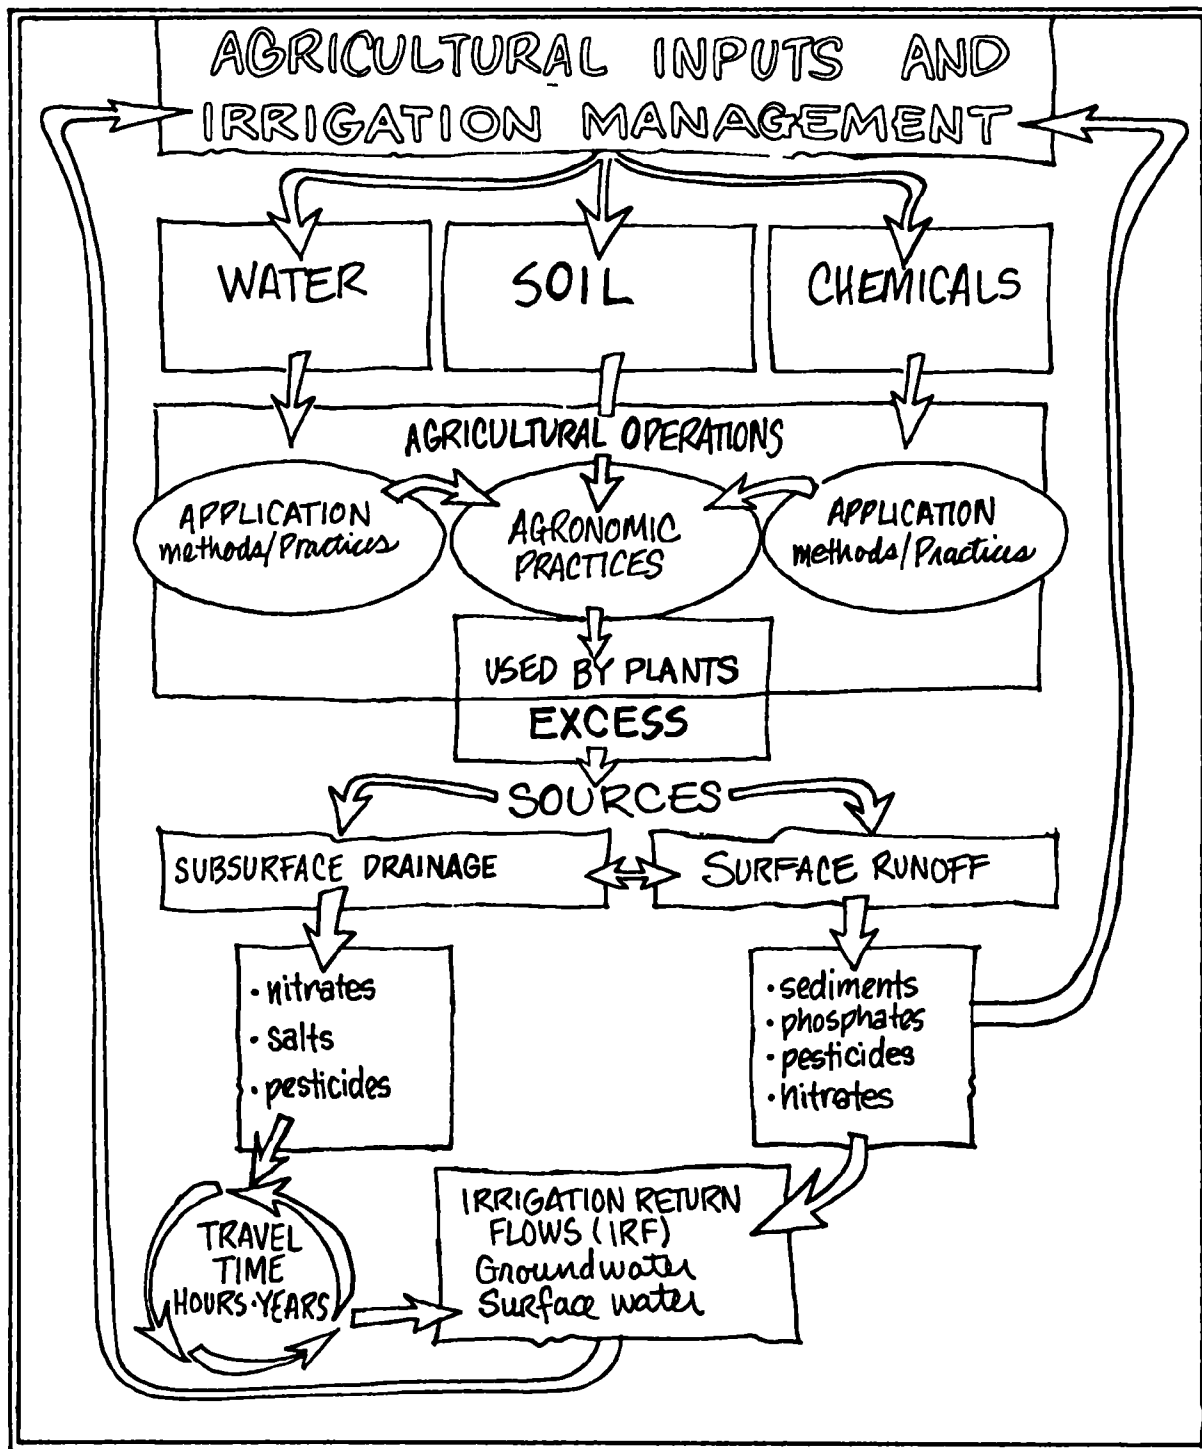 AGRICULTURAL INPUTS AND
IRRIGATION MANAGEMENT
WATER
SOIL
CHEMICALS
AGRICULTURAL OPERATIONS
APPLICATION
methods/Practices
AGRONOMIC
PRACTICES
APPLICATION
methods/Practices
USED BY PLANTS
EXCESS
SOURCES
SUBSURFACE DRAINAGE
SURFACE RUNOFF
• nitrates
• salts
• pesticides
• sediments
• phosphates
• pesticides
• nitrates
TRAVEL
TIME
HOURS•YEARS
IRRIGATION RETURN
FLOWS (IRF)
Groundwater
Surface water